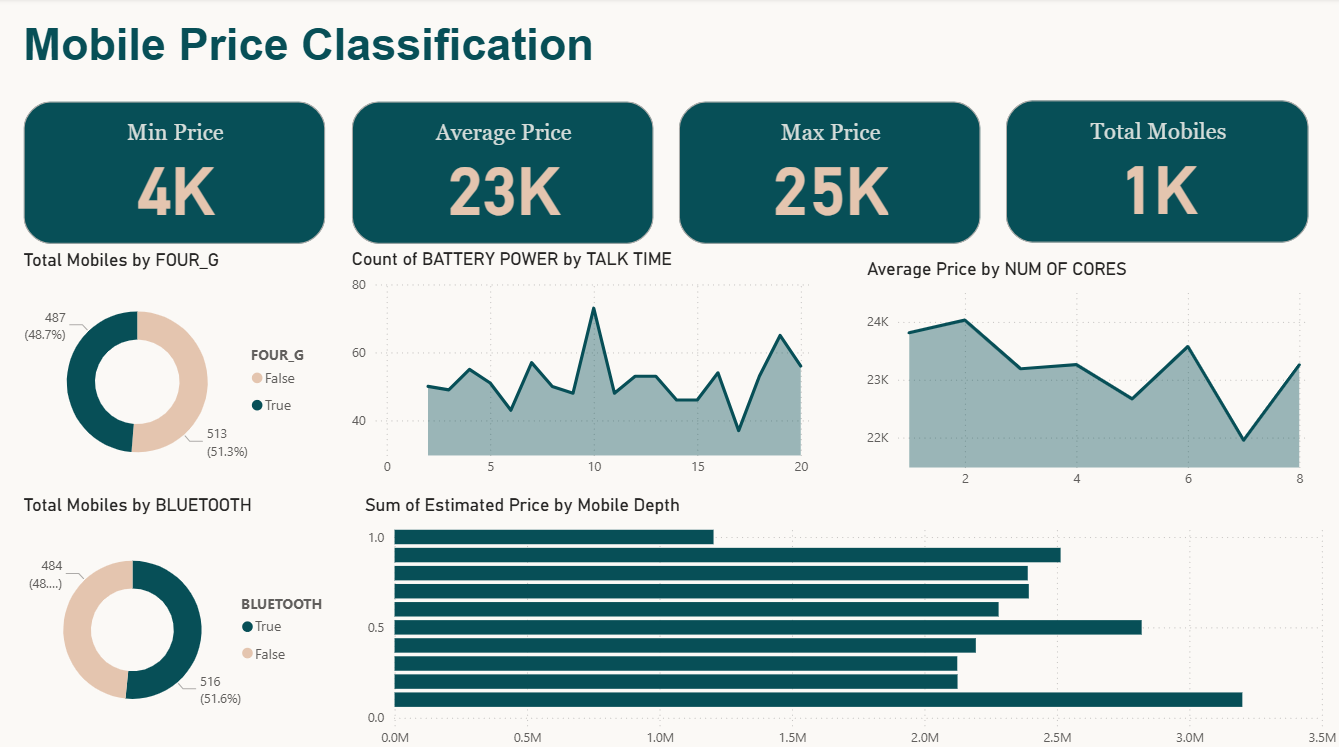 Mobile Price Classification
Min Price
4K
Average Price
23K
Max Price
25K
Total Mobiles
1K
Total Mobiles by FOUR_G
487
(48.7%)
513
(51.3%)
FOUR_G
False
True
Count of BATTERY POWER by TALK TIME
80
60
40
0
5
10
15
20
Average Price by NUM OF CORES
24K
23K
22K
2
4
6
8
Total Mobiles by BLUETOOTH
484
(48....)
516
(51.6%)
BLUETOOTH
True
False
Sum of Estimated Price by Mobile Depth
1.0
0.5
0.0
0.0M
0.5M
1.0M
1.5M
2.0M
2.5M
3.0M
3.5M